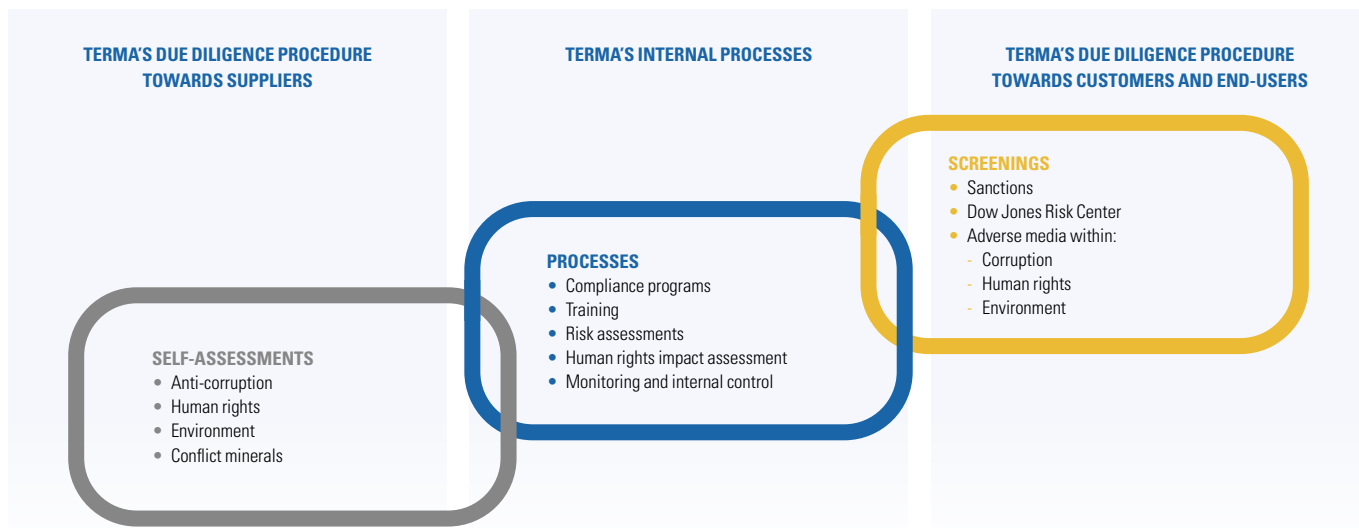 TERMA'S DUE DILIGENCE PROCEDURE
TOWARDS SUPPLIERS
SELF-ASSESSMENTS
• Anti-corruption
• Human rights
• Environment
• Conflict minerals
TERMA'S INTERNAL PROCESSES
PROCESSES
• Compliance programs
• Training
• Risk assessments
• Human rights impact assessment
• Monitoring and internal control
TERMA'S DUE DILIGENCE PROCEDURE
TOWARDS CUSTOMERS AND END-USERS
SCREENINGS
• Sanctions
• Dow Jones Risk Center
• Adverse media within:
- Corruption
- Human rights
- Environment